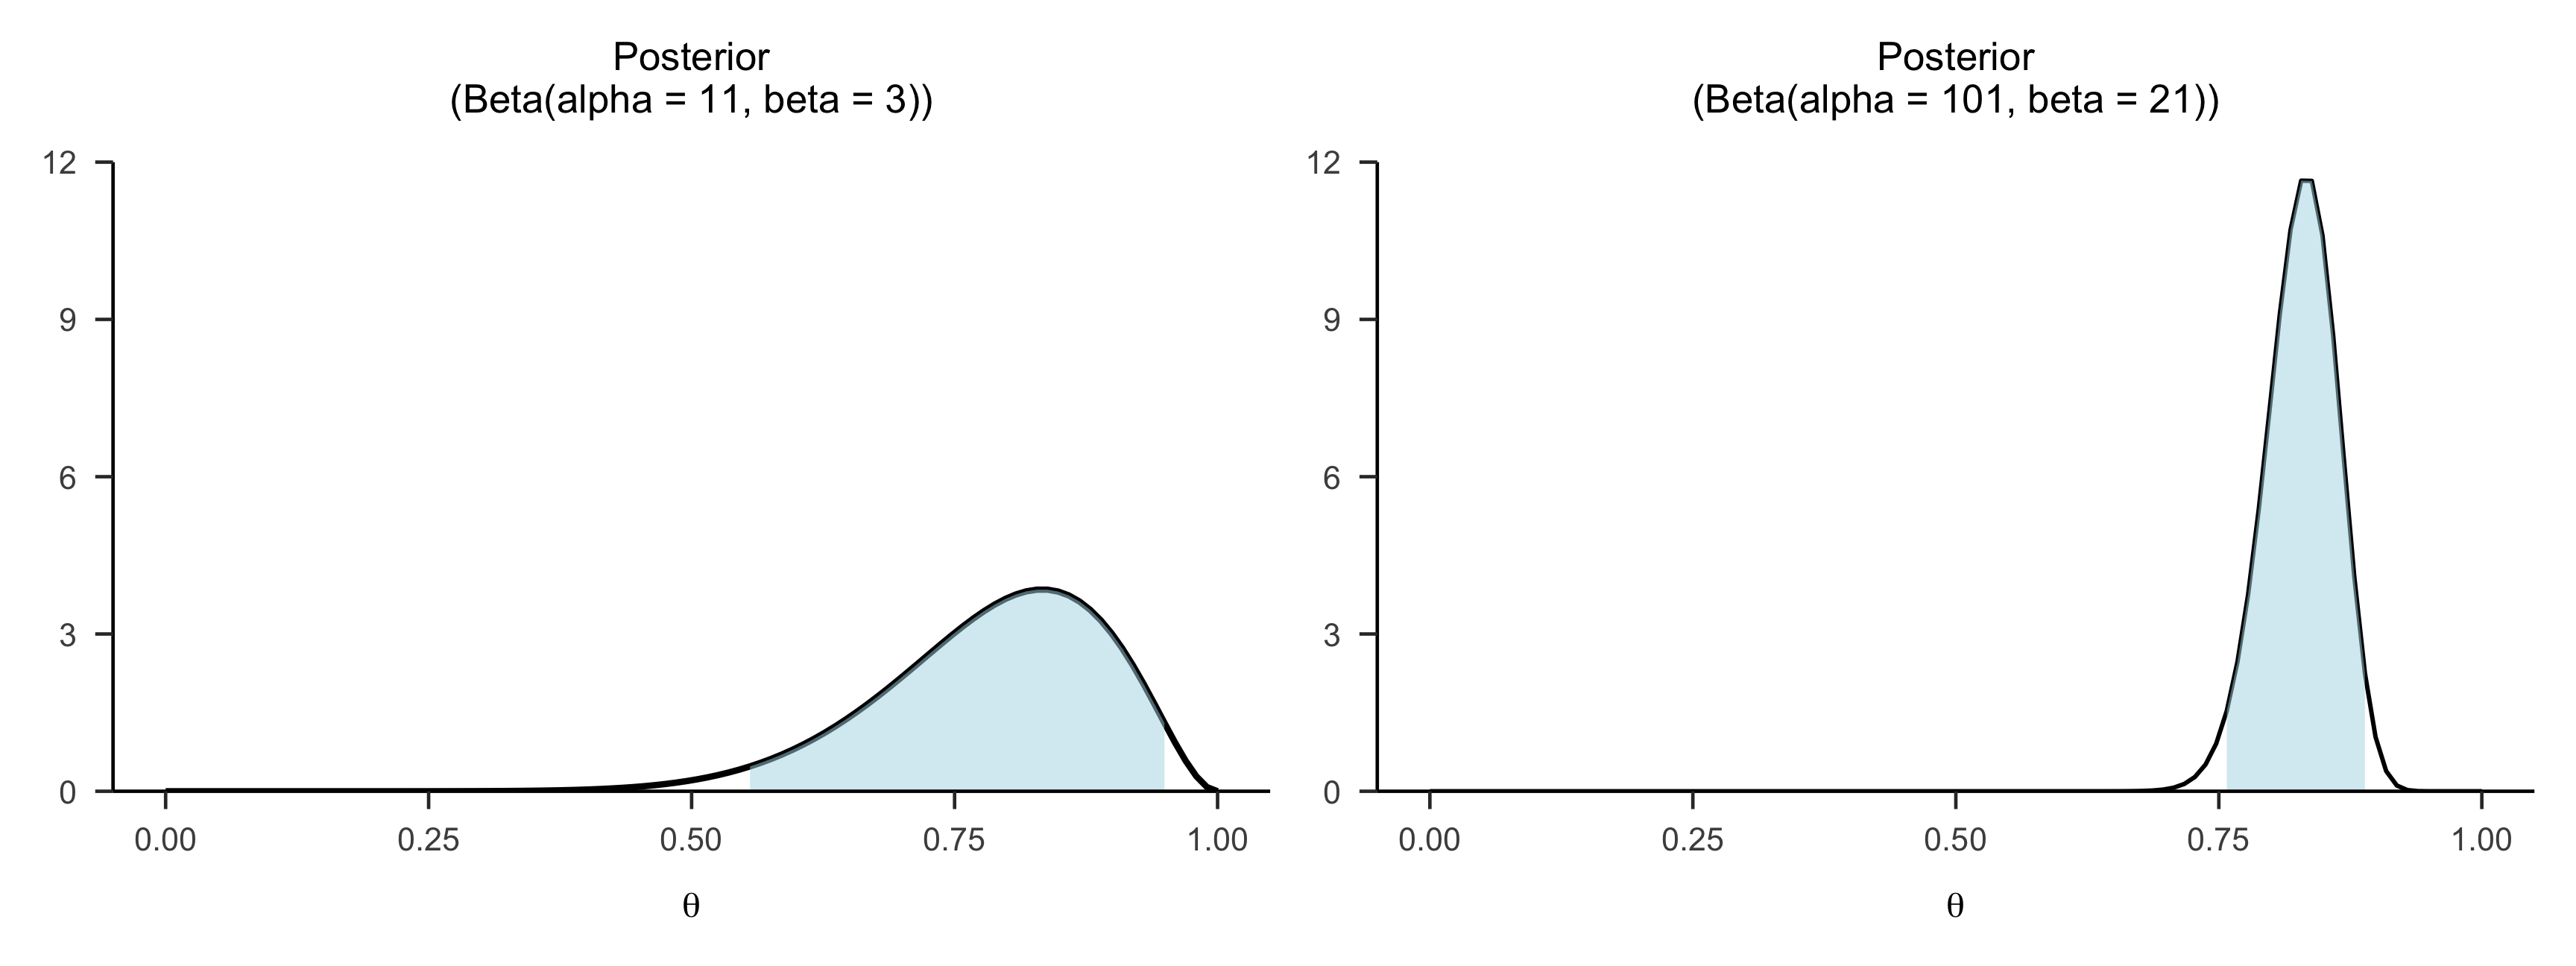 Posterior
(Beta(alpha = 11, beta = 3))
12
9
6
3
0
0.00 0.25 0.50 0.75 1.00
θ
Posterior
(Beta(alpha = 101, beta = 21))
12
9
6
3
0
0.00 0.25 0.50 0.75 1.00
θ